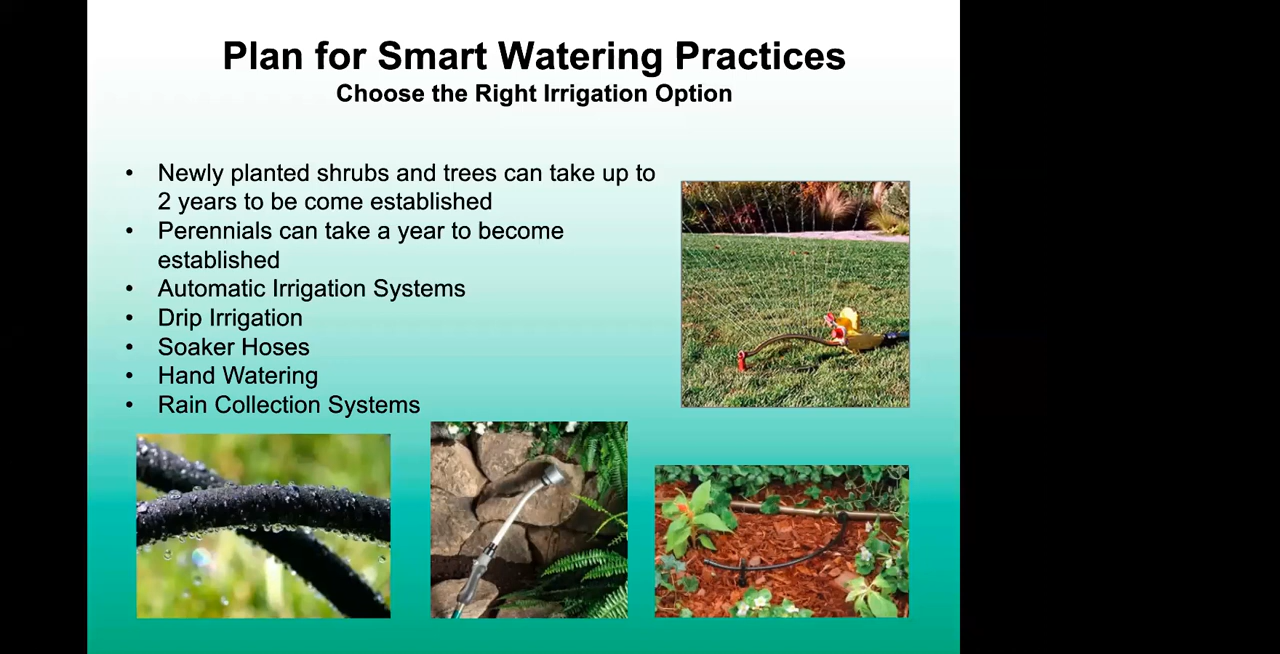 Plan for Smart Watering Practices
Choose the Right Irrigation Option
• Newly planted shrubs and trees can take up to
2 years to be come established
• Perennials can take a year to become
established
• Automatic Irrigation Systems
• Drip Irrigation
• Soaker Hoses
• Hand Watering
• Rain Collection Systems